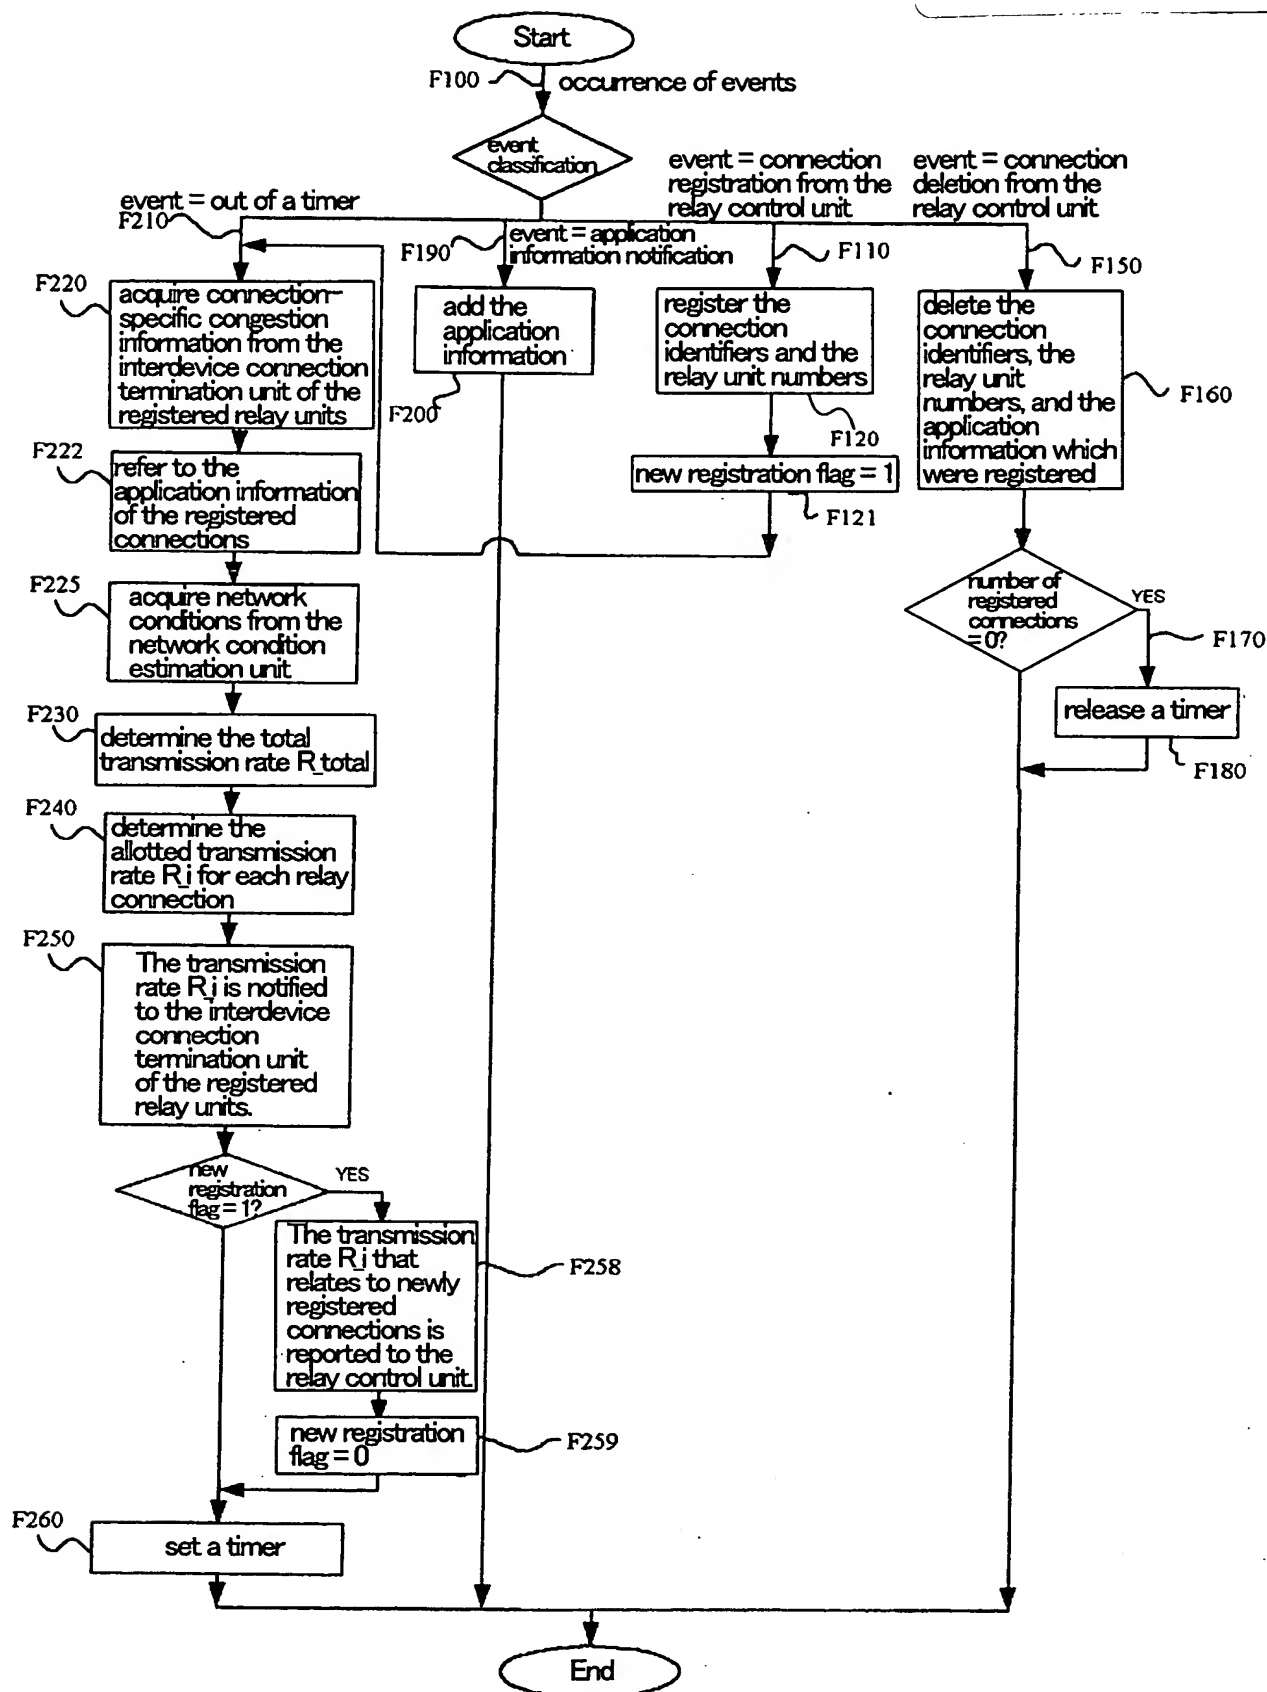 Start
F100
occurrence of events
event
classification
event = out of a timer
F210
event = application
information notification
F190
event = connection
registration from the
relay control unit
F110
event = connection
deletion from the
relay control unit
F150
F220
acquire connection-
specific congestion
information from the
interdevice connection
termination unit of the
registered relay units
add the
application
information
F200
register the
connection
identifiers and the
relay unit numbers
F120
delete the
connection
identifiers, the
relay unit
numbers, and the
application
information which
were registered
F160
F222
refer to the
application information
of the registered
connections
new registration flag = 1
F121
F225
acquire network
conditions from the
network condition
estimation unit
number of
registered
connections
= 0?
YES
F170
release a timer
F180
F230
determine the total
transmission rate R_total
F240
determine the
allotted transmission
rate R_i for each relay
connection
F250
The transmission
rate R_i is notified
to the interdevice
connection
termination unit
of the registered
relay units.
new
registration
flag = 1?
YES
The transmission
rate R_i that
relates to newly
registered
connections is
reported to the
relay control unit.
F258
new registration
flag = 0
F259
F260
set a timer
End